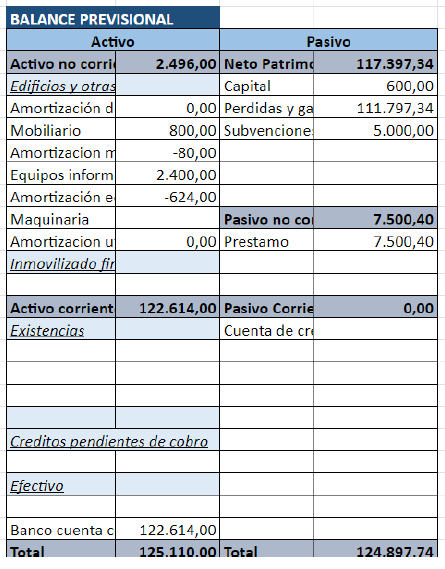 BALANCE PREVISIONAL
Activo Pasivo
Activo no corri 2.496,00 Neto Patrimo 117.397,34
Edificios y otras Capital 600,00
Amortización d 0,00 Perdidas y ga 111.797,34
Mobiliario 800,00 Subvencione 5.000,00
Amortizacion m -80,00
Equipos inform 2.400,00
Amortización e -624,00
Maquinaria Pasivo no co 7.500,40
Amortizacion u 0,00 Prestamo 7.500,40
Inmovilizado fin
Activo corrient 122.614,00 Pasivo Corrie 0,00
Existencias Cuenta de cre
Creditos pendientes de cobro
Efectivo
Banco cuenta c 122.614,00
Total 125.110,00 Total 124.897,74